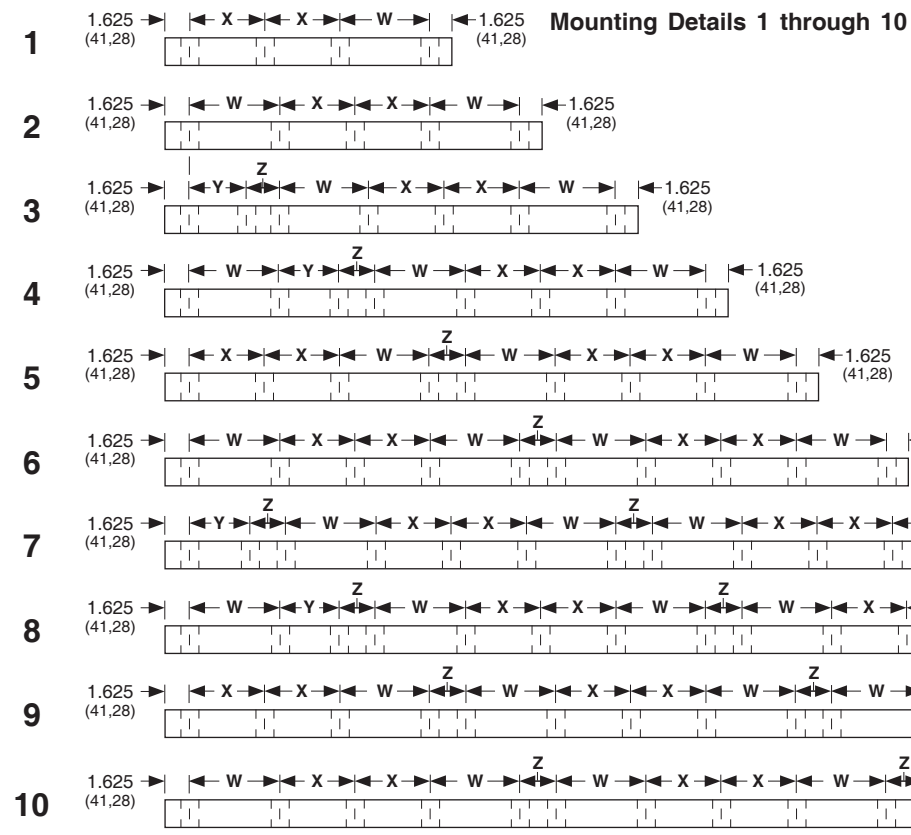 Mounting Details 1 through 10
1 1.625 X X W 1.625
(41,28) (41,28)
2 1.625 W X X W 1.625
(41,28) (41,28)
Z
3 1.625 Y W X X W 1.625
(41,28) (41,28)
Z
4 1.625 W Y W X X W 1.625
(41,28) (41,28)
Z
5 1.625 X X W W X X W 1.625
(41,28) (41,28)
Z
6 1.625 W X X W W X X W
(41,28)
Z Z
7 1.625 Y W X X W W X X
(41,28)
Z Z
8 1.625 W Y W X X W W X
(41,28)
Z Z
9 1.625 X X W W X X W W
(41,28)
Z Z
10 1.625 W X X W W X X W
(41,28)